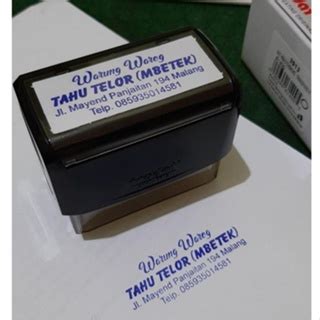 Warung Wareg
TAHU TELOR (MBETEK)
Jl. Mayend Panjaitan 194 Malang
Telp. 085935014581
Warung Wareg
TAHU TELOR (MBETEK)
Jl. Mayend Panjaitan 194 Malang
Telp. 085935014581